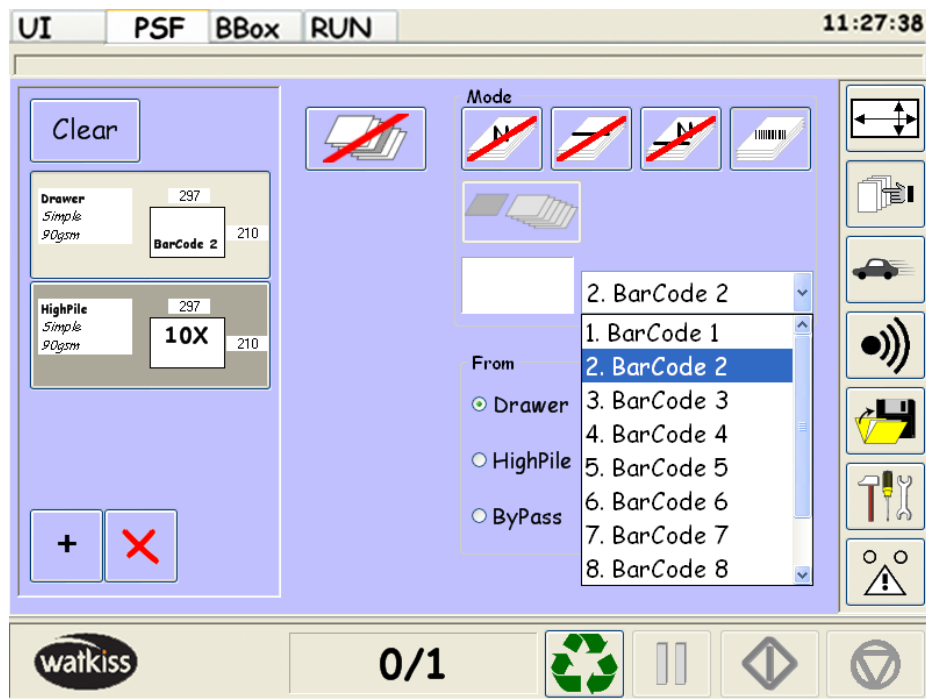 UI PSF BBox RUN 11:27:38
Clear
Drawer
Simple
90gsm
297
BarCode 2
210
HighPile
Simple
90gsm
297
10X
210
+
Mode
N
N
2. BarCode 2
1. BarCode 1
2. BarCode 2
3. BarCode 3
4. BarCode 4
5. BarCode 5
6. BarCode 6
7. BarCode 7
8. BarCode 8
From
Drawer
HighPile
ByPass
watkiss
0/1